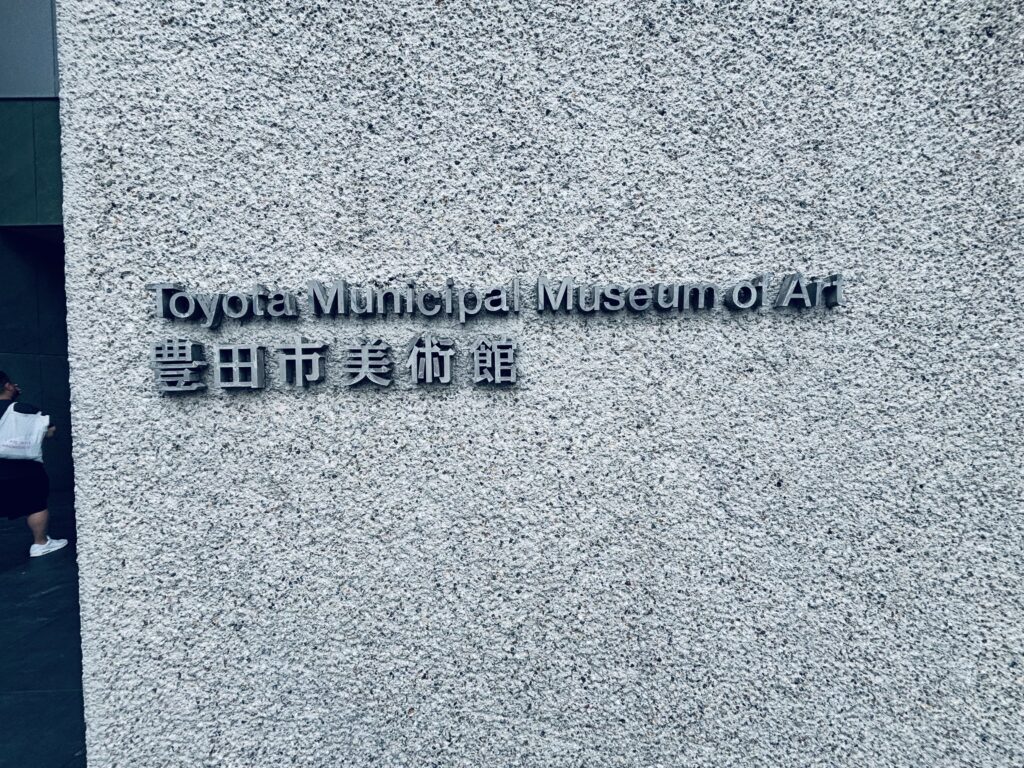 Toyota Municipal Museum of Art
豊田市美術館